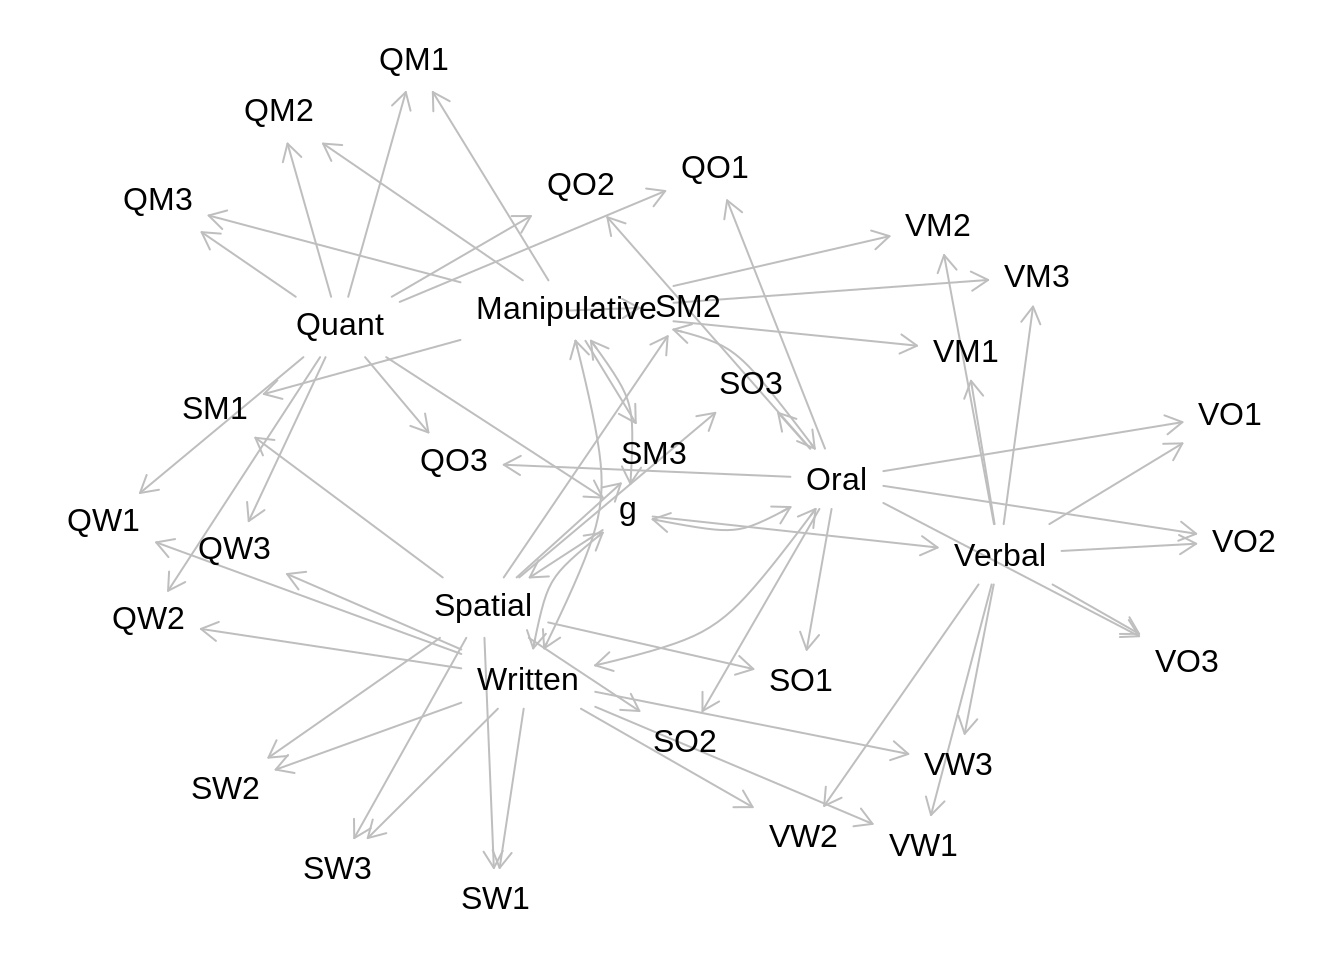 QM1
QM2
QO1
QO2
QM3
VM2
VM3
Manipulative
SM2
Quant
VM1
SO3
SM1
VO1
SM3
QO3
Oral
g
QW1
VO2
QW3
Verbal
Spatial
QW2
VO3
Written
SO1
SO2
VW3
SW2
VW2
VW1
SW3
SW1